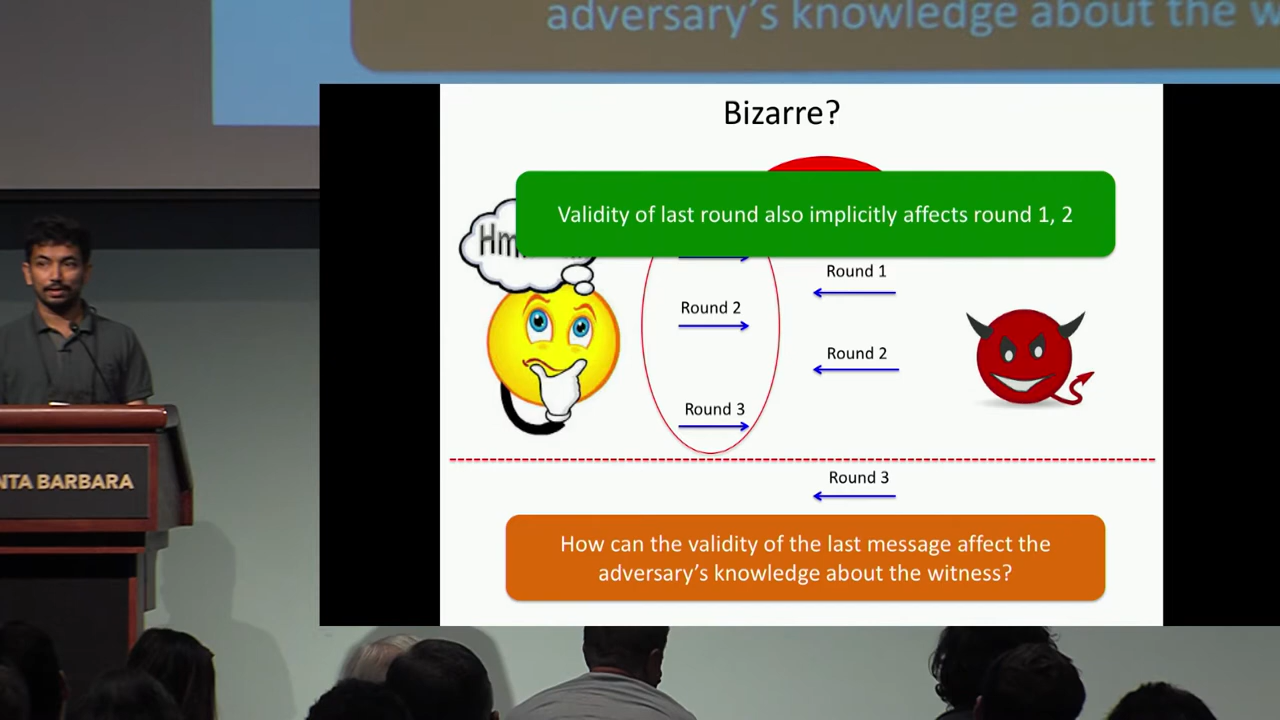 adversary's knowledge about the w
Bizarre?
Validity of last round also implicitly affects round 1, 2
Hm
Round 1
Round 2
Round 2
Round 3
Round 3
How can the validity of the last message affect the
adversary's knowledge about the witness?
NTA BARBARA